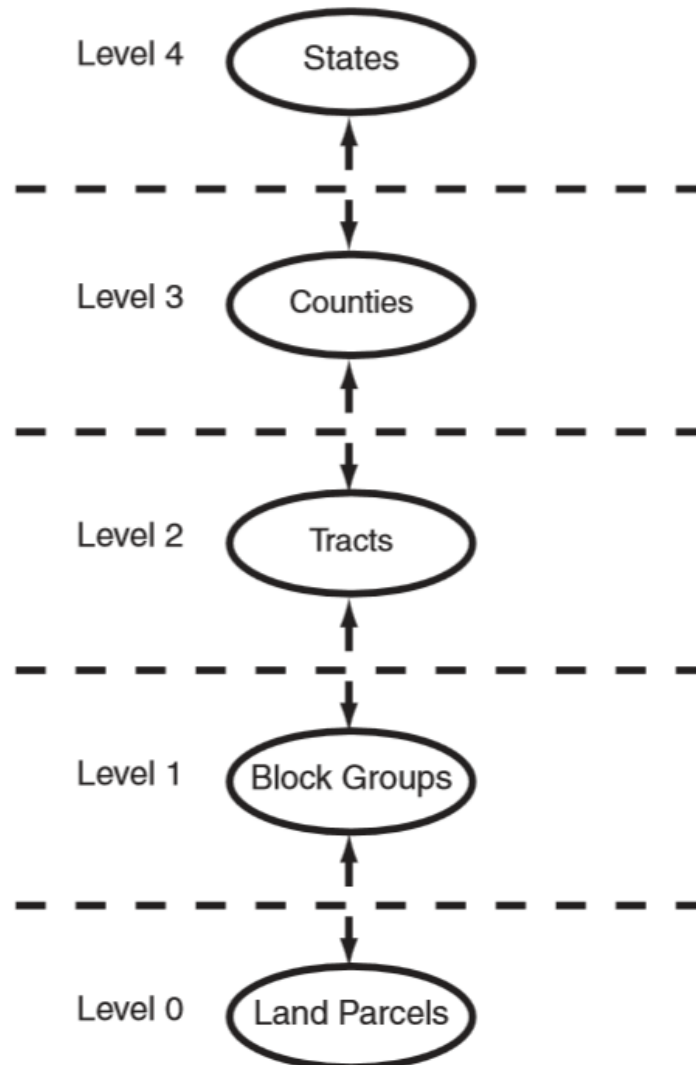 Level 4 States
Level 3 Counties
Level 2 Tracts
Level 1 Block Groups
Level 0 Land Parcels